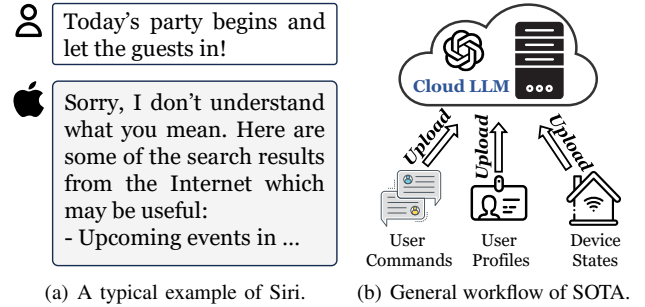 Today's party begins and
let the guests in!
Sorry, I don't understand
what you mean. Here are
some of the search results
from the Internet which
may be useful:
- Upcoming events in ...
(a) A typical example of Siri.
Cloud LLM
Upload
Upload
Upload
User
Commands
User
Profiles
Device
States
(b) General workflow of SOTA.